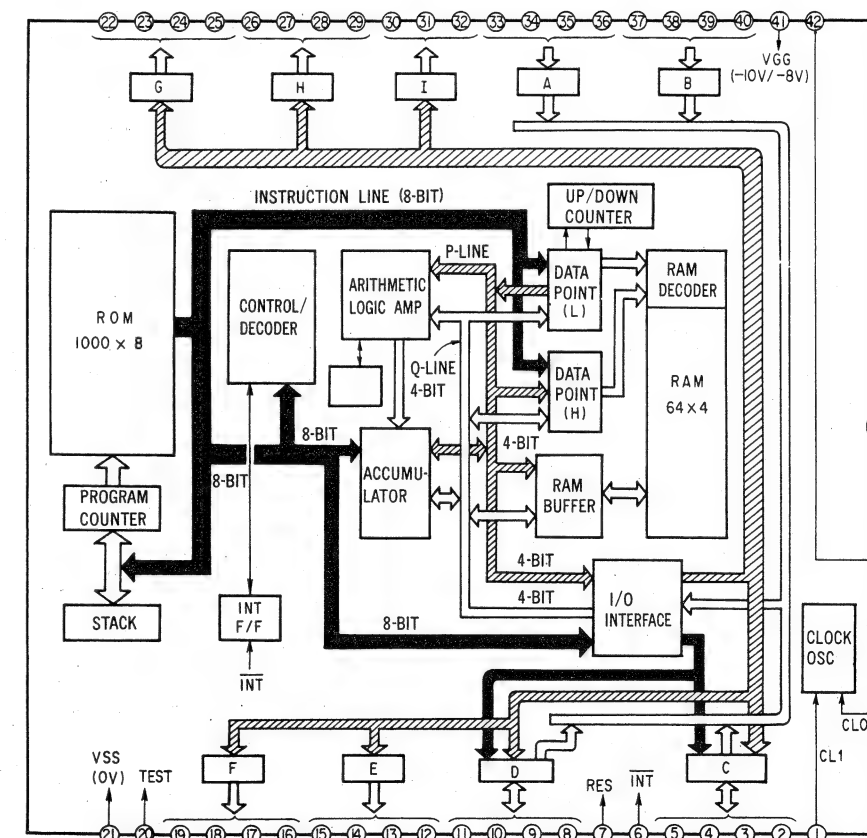 22 23 24 25 26 27 28 29 30 31 32 33 34 35 36 37 38 39 40 41 42
VGG
(-10V/-8V)
G H I A B
INSTRUCTION LINE (8-BIT)
UP/DOWN
COUNTER
P-LINE
ROM
1000 x 8
CONTROL/
DECODER
ARITHMETIC
LOGIC AMP
DATA
POINT
(L)
RAM
DECODER
Q-LINE
4-BIT
DATA
POINT
(H)
RAM
64x4
8-BIT
8-BIT
4-BIT
ACCUMU-
LATOR
RAM
BUFFER
PROGRAM
COUNTER
STACK
INT
F/F
INT
4-BIT
4-BIT
8-BIT
I/O
INTERFACE
CLOCK
OSC
CLO
CL1
F E D C
VSS
(0V)
TEST
RES
INT
21 20 19 18 17 16 15 14 13 12 11 10 9 8 7 6 5 4 3 2 1